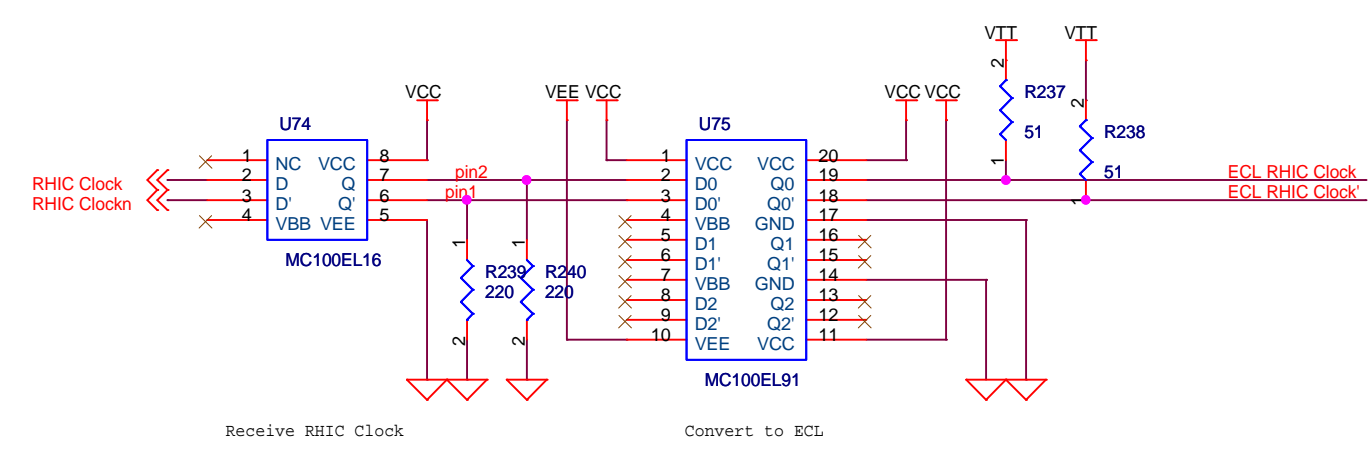 VTT VTT
VCC VEE VCC VCC VCC
2 R237
51
1
2 R238
51
1
U74
1 NC VCC 8
RHIC Clock 2 D Q 7 pin2
RHIC Clockn 3 D' Q' 6 pin1
4 VBB VEE 5
MC100EL16
1 R239
220
2
1 R240
220
2
U75
1 VCC VCC 20
2 D0 Q0 19 ECL RHIC Clock
3 D0' Q0' 18 ECL RHIC Clock'
4 VBB GND 17
5 D1 Q1 16
6 D1' Q1' 15
7 VBB GND 14
8 D2 Q2 13
9 D2' Q2' 12
10 VEE VCC 11
MC100EL91
Receive RHIC Clock Convert to ECL